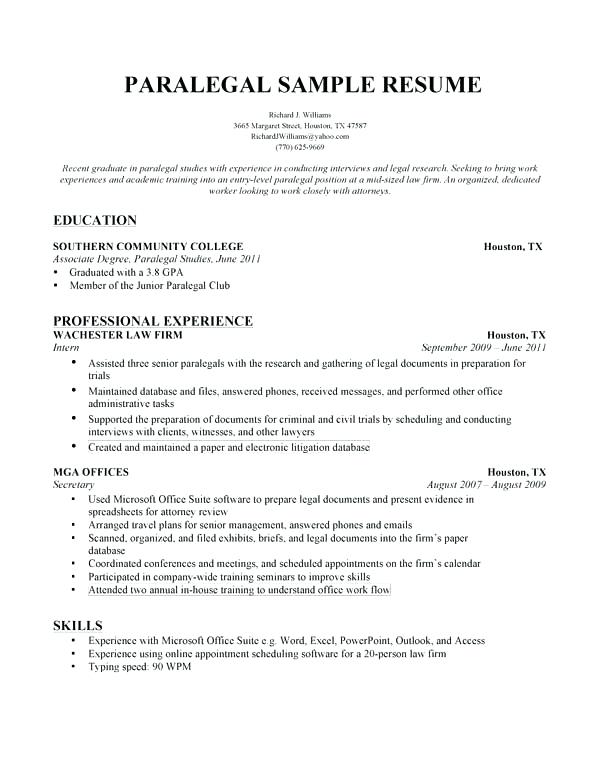 PARALEGAL SAMPLE RESUME
Richard J. Williams
3665 Margaret Street, Houston, TX 47587
RichardJWilliams@/yahoo.com
(770) 625-9669
Recent graduate in paralegal studies with experience in conducting interviews and legal research. Seeking to bring work
experiences and academic training into an entry-level paralegal position at a mid-sized law firm. An organized, dedicated
worker looking to work closely with attorneys.
EDUCATION
SOUTHERN COMMUNITY COLLEGE Houston, TX
Associate Degree, Paralegal Studies, June 2011
▪ Graduated with a 3.8 GPA
▪ Member of the Junior Paralegal Club
PROFESSIONAL EXPERIENCE
WACHESTER LAW FIRM Houston, TX
Intern September 2009 – June 2011
• Assisted three senior paralegals with the research and gathering of legal documents in preparation for
trials
• Maintained database and files, answered phones, received messages, and performed other office
administrative tasks
• Supported the preparation of documents for criminal and civil trials by scheduling and conducting
interviews with clients, witnesses, and other lawyers
• Created and maintained a paper and electronic litigation database
MGA OFFICES Houston, TX
Secretary August 2007 – August 2009
▪ Used Microsoft Office Suite software to prepare legal documents and present evidence in
spreadsheets for attorney review
▪ Arranged travel plans for senior management, answered phones and emails
▪ Scanned, organized, and filed exhibits, briefs, and legal documents into the firm`s paper
database
▪ Coordinated conferences and meetings, and scheduled appointments on the firm`s calendar
▪ Participated in company-wide training seminars to improve skills
▪ Attended two annual in-house training to understand office work flow
SKILLS
▪ Experience with Microsoft Office Suite e.g. Word, Excel, PowerPoint, Outlook, and Access
▪ Experience using online appointment scheduling software for a 20-person law firm
▪ Typing speed: 90 WPM